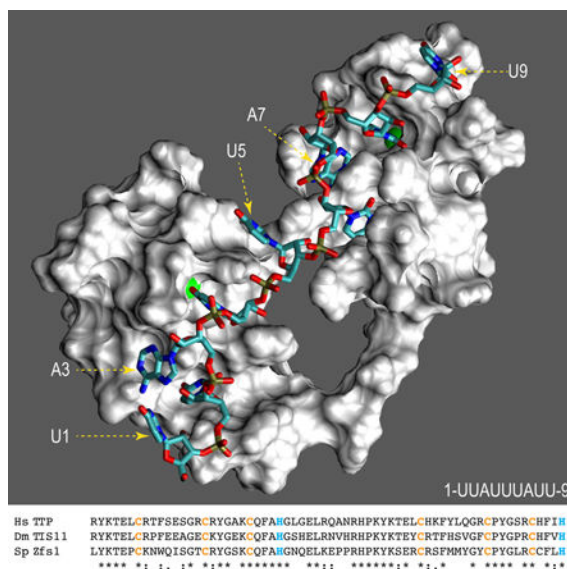 U9
A7
U5
A3
U1
1-UUAUUUAUU-9
Hs TTP RYKTELCRTFSESGRCRYGAKCQFAHGLGELRQANRHPKYKTELCHKFYLQGRCPYGSRCHFIH
Dm TIS11 RYKTELCRPFEEAGECKYGEKCQFAHGSHELRNVHRHPKYKTEYCRTFHSVGFCPYGPRCHFVH
Sp Zfs1 LYKTEPCKNWQISGTCRYGSKCQFAHGNQELKEPPRHPKYKSERCRSFMMYGYCPYGLRCCFLH